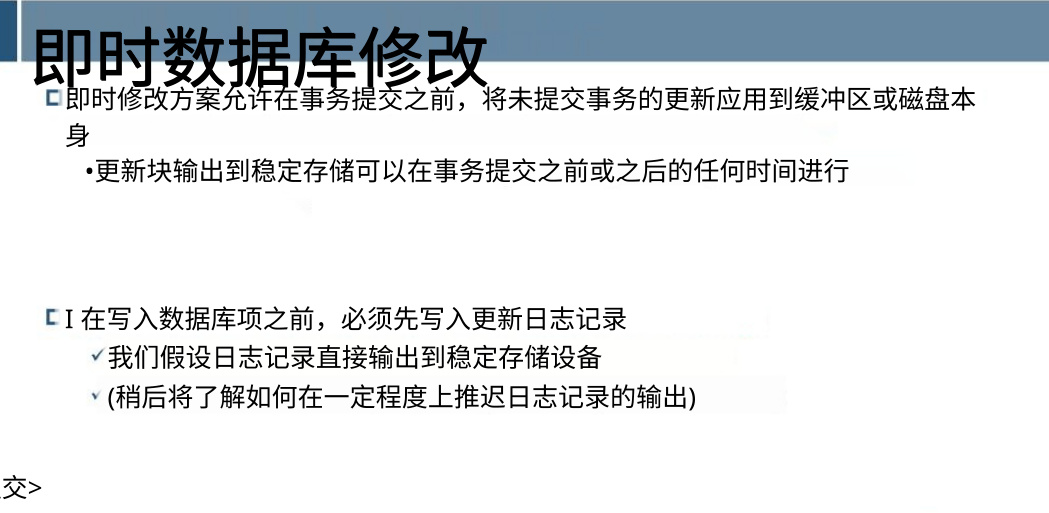 即时数据库修改
即时修改方案允许在事务提交之前，将未提交事务的更新应用到缓冲区或磁盘本
身
•更新块输出到稳定存储可以在事务提交之前或之后的任何时间进行
I 在写入数据库项之前，必须先写入更新日志记录
我们假设日志记录直接输出到稳定存储设备
(稍后将了解如何在一定程度上推迟日志记录的输出)
交>